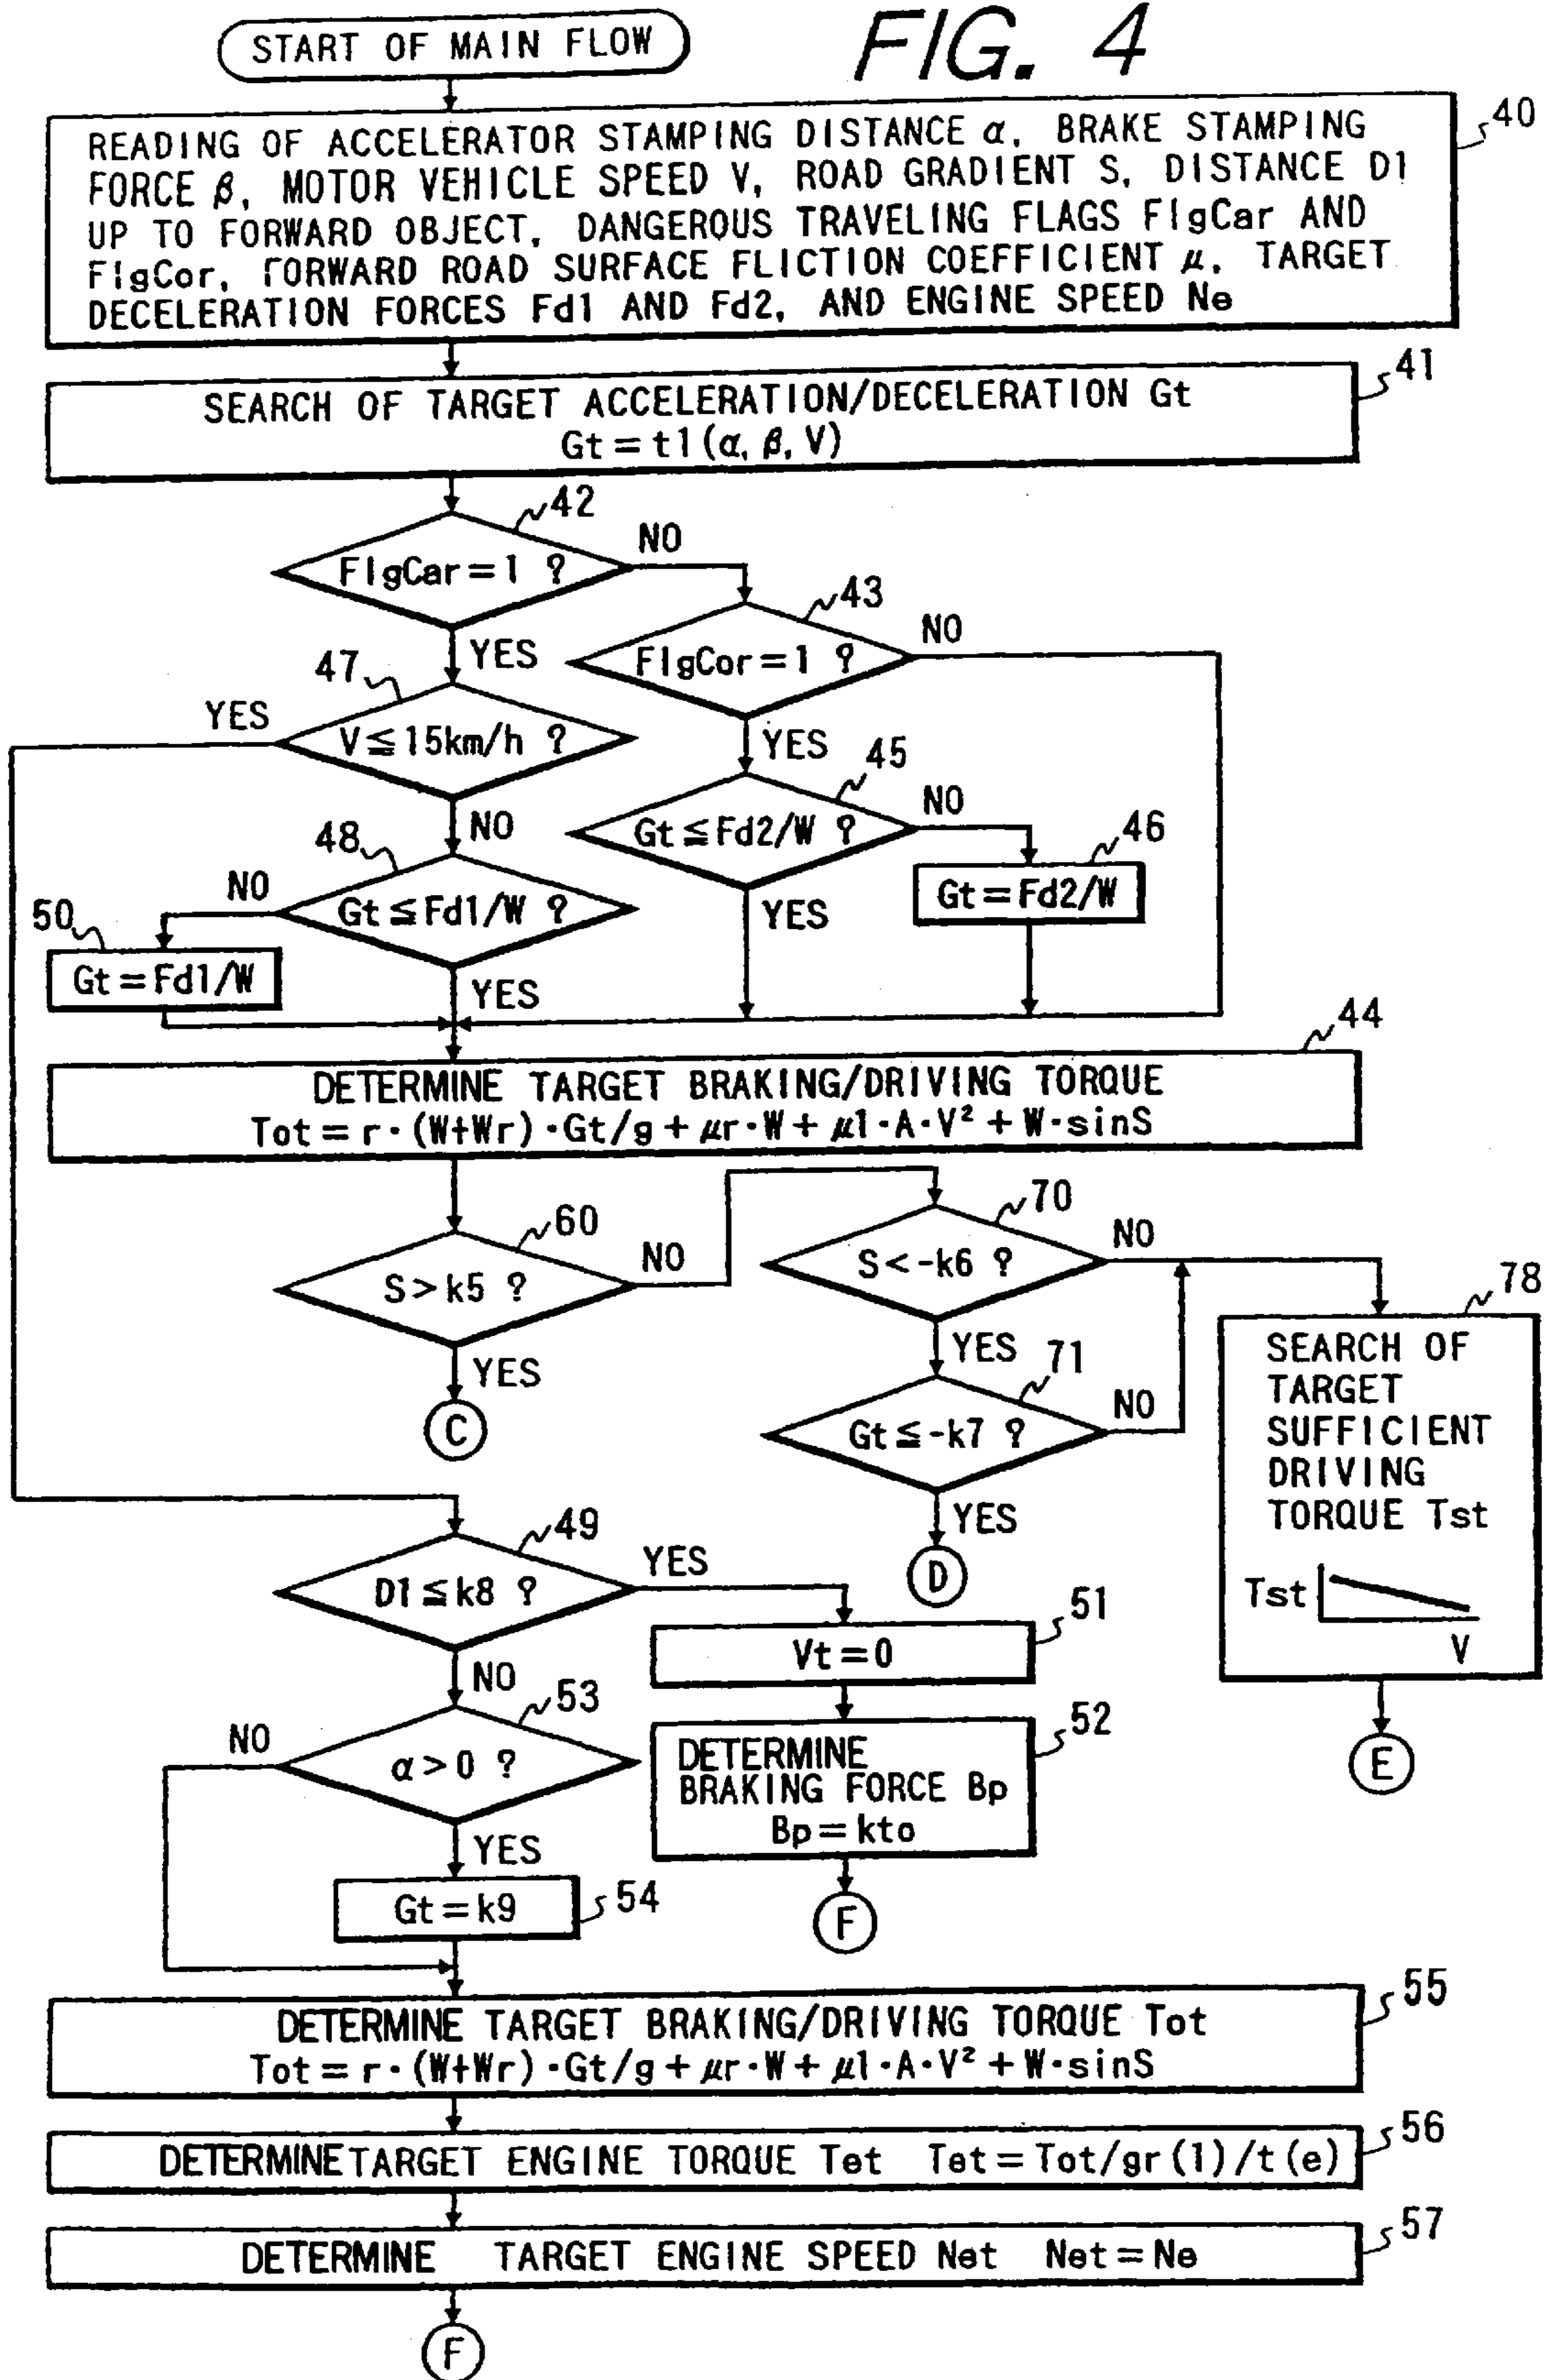 START OF MAIN FLOW
FIG. 4
READING OF ACCELERATOR STAMPING DISTANCE α, BRAKE STAMPING
FORCE β, MOTOR VEHICLE SPEED V, ROAD GRADIENT S, DISTANCE D1
UP TO FORWARD OBJECT, DANGEROUS TRAVELING FLAGS FlgCar AND
FlgCor, FORWARD ROAD SURFACE FLICTION COEFFICIENT μ, TARGET
DECELERATION FORCES Fd1 AND Fd2, AND ENGINE SPEED Ne
40
SEARCH OF TARGET ACCELERATION/DECELERATION Gt
Gt=t1(α, β, V)
41
42
FlgCar=1 ?
NO
YES
43
FlgCor=1 ?
NO
YES
47
YES
V≦15km/h ?
NO
45
Gt≦Fd2/W ?
NO
YES
46
Gt=Fd2/W
48
NO
Gt≦Fd1/W ?
YES
50
Gt=Fd1/W
44
DETERMINE TARGET BRAKING/DRIVING TORQUE
Tot=r·(W+Wr)·Gt/g+μr·W+μl·A·V²+W·sinS
60
S>k5 ?
NO
YES
C
70
S<-k6 ?
NO
YES
71
Gt≦-k7 ?
NO
YES
D
78
SEARCH OF
TARGET
SUFFICIENT
DRIVING
TORQUE Tst
Tst
V
E
49
D1≦k8 ?
YES
NO
51
Vt=0
52
DETERMINE
BRAKING FORCE Bp
Bp=kto
F
53
NO
α>0 ?
YES
Gt=k9
54
55
DETERMINE TARGET BRAKING/DRIVING TORQUE Tot
Tot=r·(W+Wr)·Gt/g+μr·W+μl·A·V²+W·sinS
56
DETERMINE TARGET ENGINE TORQUE Tet Tet=Tot/gr(1)/t(e)
57
DETERMINE TARGET ENGINE SPEED Net Net=Ne
F